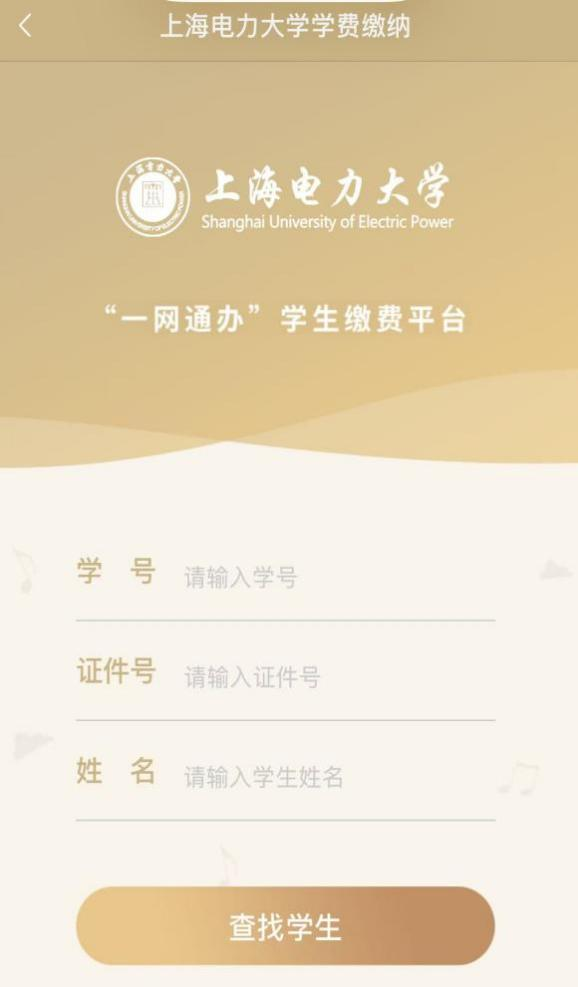 上海电力大学学费缴纳
上海电力大学
Shanghai University of Electric Power
“一网通办”学生缴费平台
学 号 请输入学号
证件号 请输入证件号
姓 名 请输入学生姓名
查找学生